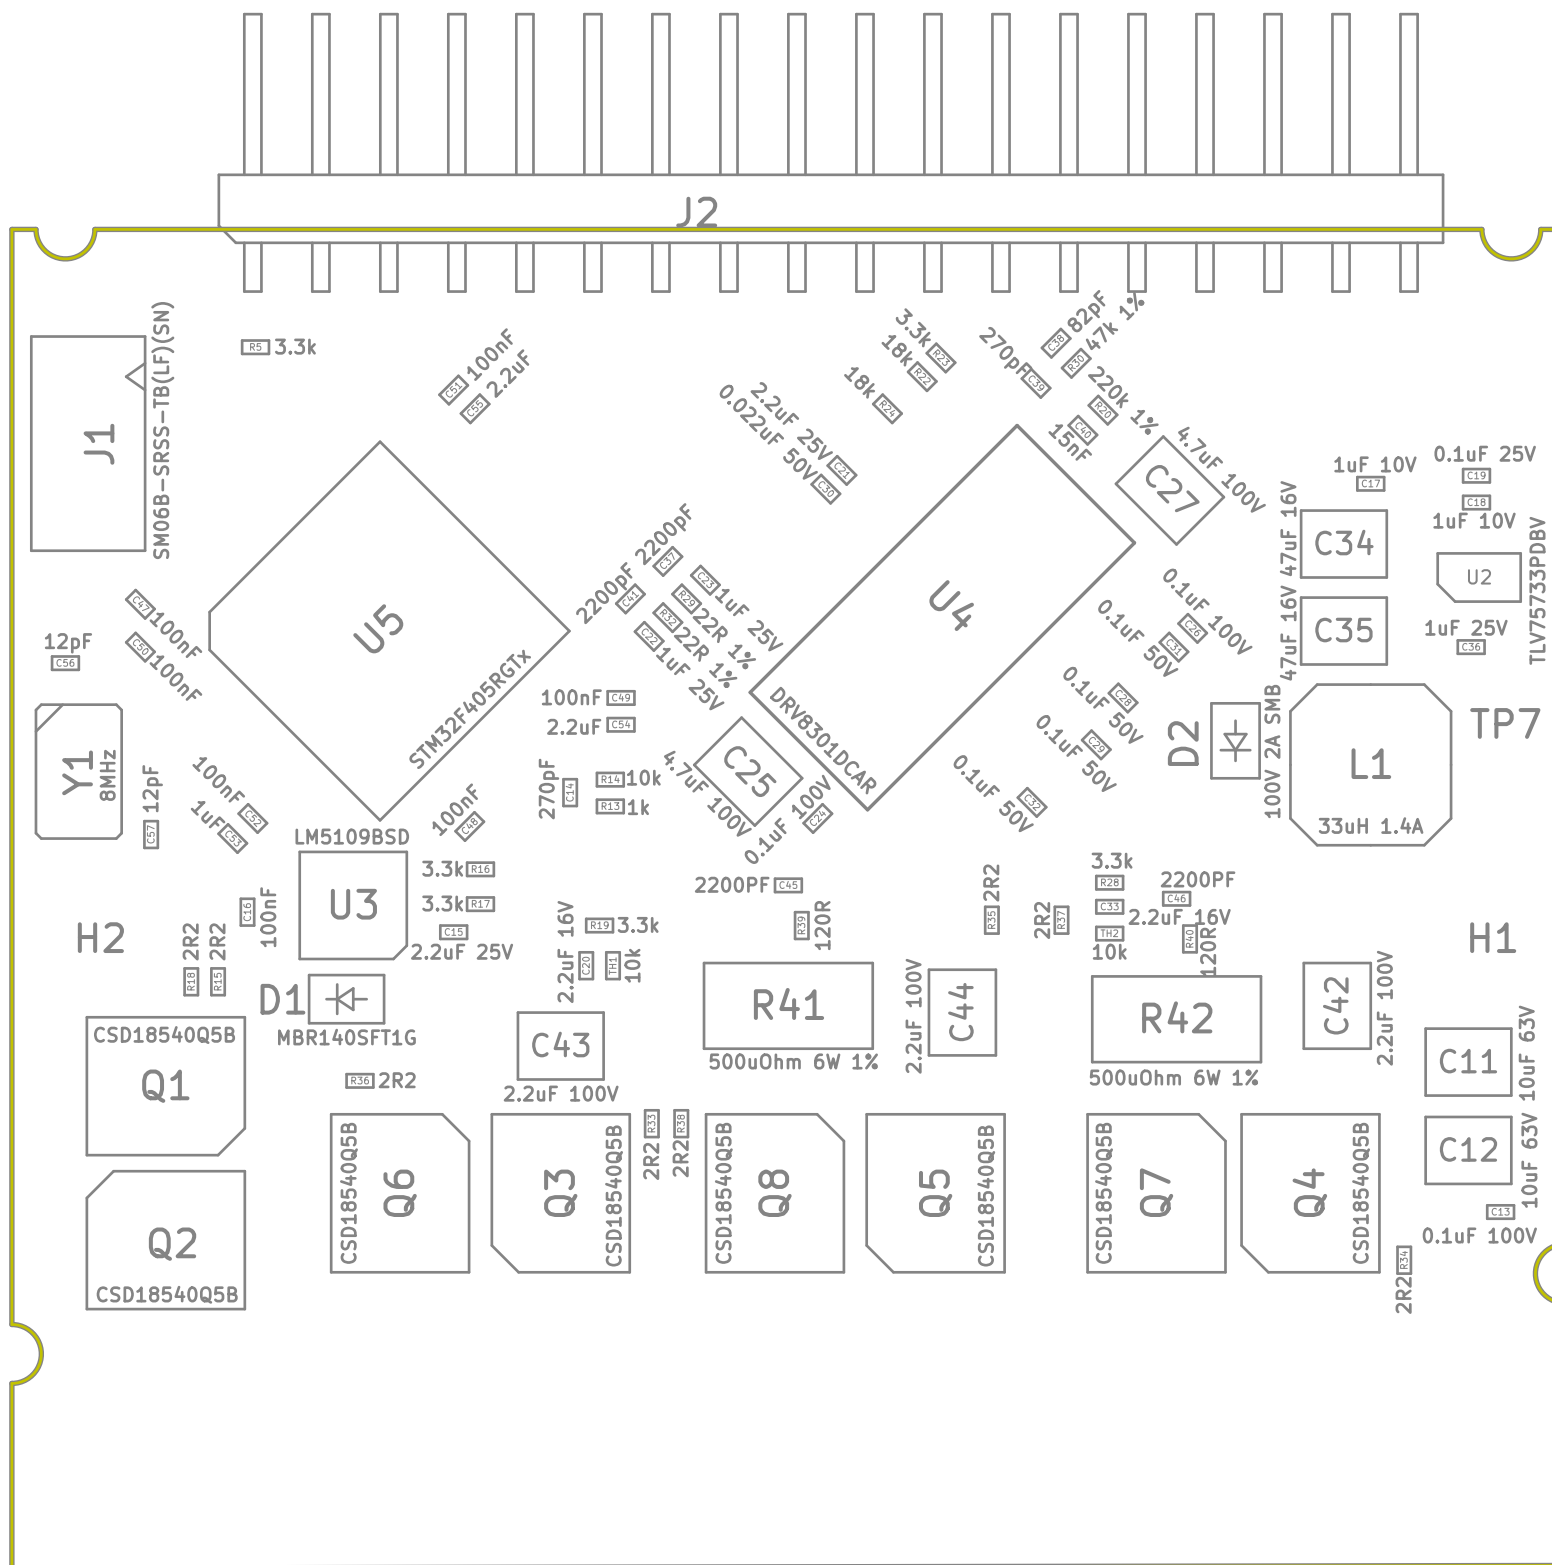 J2
J1
SM06B-SRSS-TB(LF)(SN)
R5 3.3k
C51 100nF
C55 2.2uF
3.3k R23
18k R22
18k R24
270pF C39
C38 82pF
R30 47k 1%
R20 220k 1%
C40 15nF
2.2uF 25V C21
0.022uF 50V C30
C27 4.7uF 100V
1uF 10V
C17
0.1uF 25V
C19
C18
1uF 10V
C34 47uF 16V
C35 47uF 16V
U2
TLV75733PDBV
1uF 25V
C36
C37 2200pF
C41 2200pF
C23 1uF 25V
R29 22R 1%
R32 22R 1%
C22 1uF 25V
U5
STM32F405RGTx
U4
DRV8301DCAR
C47 100nF
C50 100nF
12pF
C56
Y1
8MHz
C57 12pF
100nF C52
1uF C53
100nF C48
100nF C49
2.2uF C54
270pF C14
R14 10k
R13 1k
C25
4.7uF 100V
0.1uF 100V C24
0.1uF 100V C26
0.1uF 50V C31
0.1uF 50V C28
0.1uF 50V C29
0.1uF 50V C32
D2
100V 2A SMB
L1
33uH 1.4A
TP7
LM5109BSD
U3
3.3k R16
3.3k R17
C15
2.2uF 25V
C16 100nF
H2
R18 2R2
R15 2R2
D1
MBR140SFT1G
R19 3.3k
2.2uF 16V C20
TH1 10k
2200PF C45
R39 120R
R35 2R2
2R2 R37
3.3k
R28
C33
2.2uF 16V
TH2
10k
2200PF
C46
R40 120R
H1
R41
500uOhm 6W 1%
C44 2.2uF 100V
R42
500uOhm 6W 1%
C42 2.2uF 100V
C43
2.2uF 100V
R36 2R2
CSD18540Q5B
Q1
Q2
CSD18540Q5B
Q6 CSD18540Q5B
Q3 CSD18540Q5B
R33 2R2
R38 2R2
Q8 CSD18540Q5B
Q5 CSD18540Q5B
Q7 CSD18540Q5B
Q4 CSD18540Q5B
C11 10uF 63V
C12 10uF 63V
C13
0.1uF 100V
R34 2R2